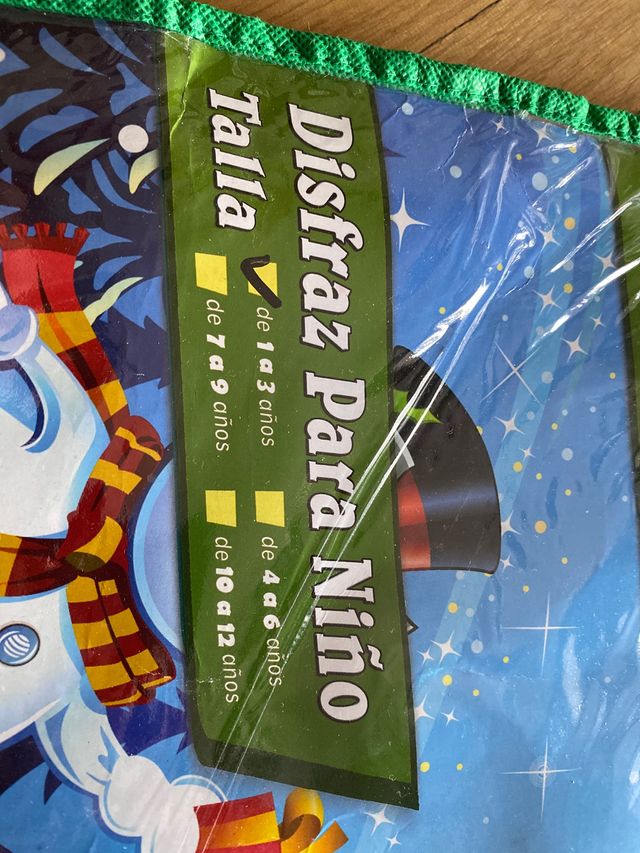 Disfraz Para Niño
Talla
de 1 a 3 años
de 4 a 6 años
de 7 a 9 años
de 10 a 12 años